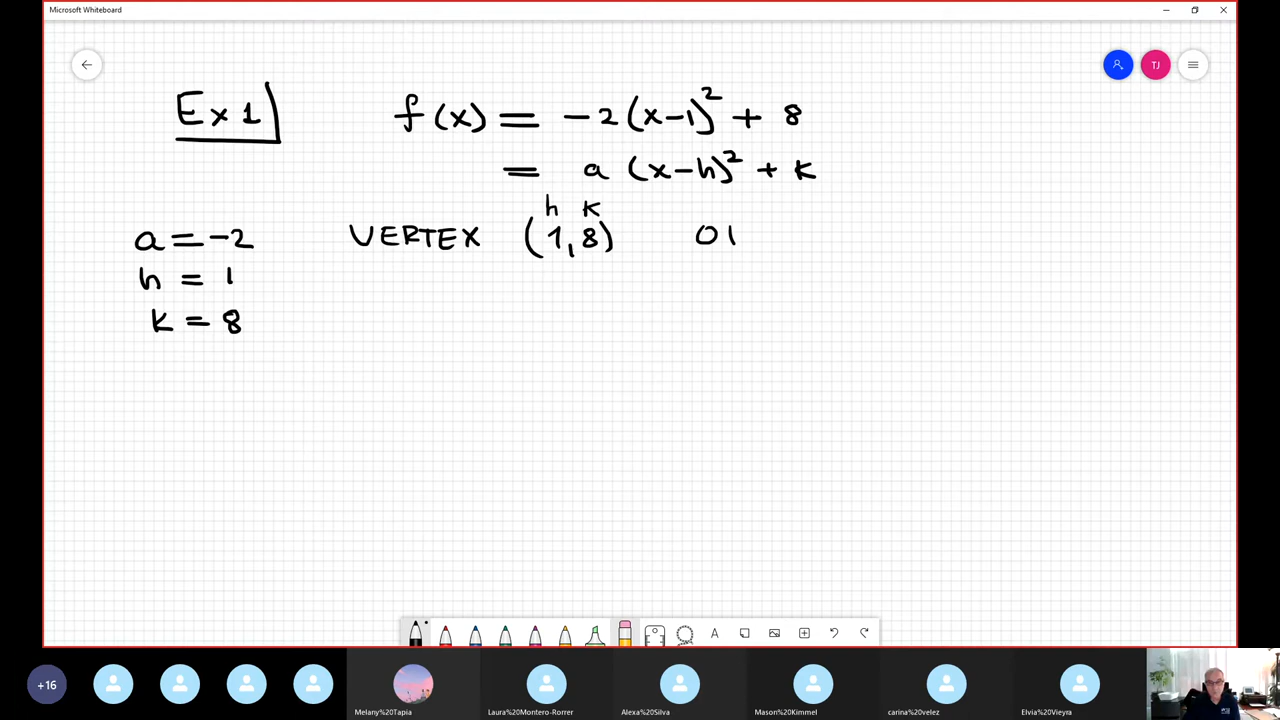 Microsoft Whiteboard
TJ
Ex 1
f(x) = -2(x-1)² + 8
= a (x-h)² + k
h k
a = -2 VERTEX (1,8) 01
h = 1
k = 8
A
+16
Melany%20Tapia
Laura%20Montero-Rorrer
Alexa%20Silva
Mason%20Kimmel
carina%20velez
Elvia%20Vieyra